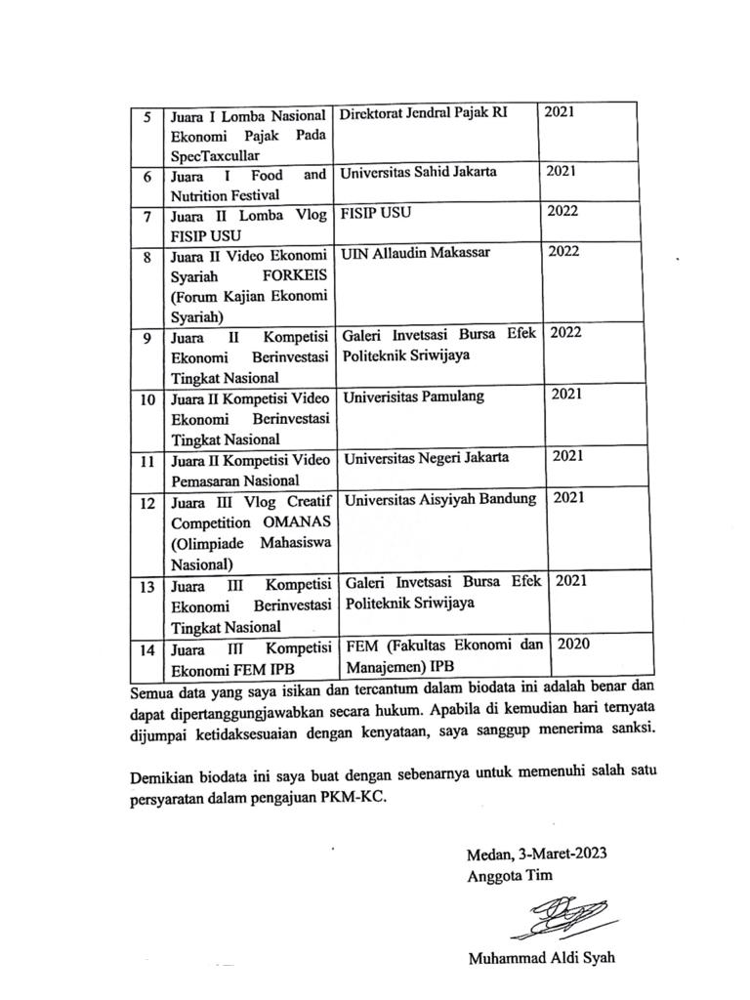 5 Juara I Lomba Nasional Direktorat Jendral Pajak RI 2021
Ekonomi Pajak Pada
SpecTaxcullar
6 Juara I Food and Universitas Sahid Jakarta 2021
Nutrition Festival
7 Juara II Lomba Vlog FISIP USU 2022
FISIP USU
8 Juara II Video Ekonomi UIN Allaudin Makassar 2022
Syariah FORKEIS
(Forum Kajian Ekonomi
Syariah)
9 Juara II Kompetisi Galeri Invetsasi Bursa Efek 2022
Ekonomi Berinvestasi Politeknik Sriwijaya
Tingkat Nasional
10 Juara II Kompetisi Video Univerisitas Pamulang 2021
Ekonomi Berinvestasi
Tingkat Nasional
11 Juara II Kompetisi Video Universitas Negeri Jakarta 2021
Pemasaran Nasional
12 Juara III Vlog Creatif Universitas Aisyiyah Bandung 2021
Competition OMANAS
(Olimpiade Mahasiswa
Nasional)
13 Juara III Kompetisi Galeri Invetsasi Bursa Efek 2021
Ekonomi Berinvestasi Politeknik Sriwijaya
Tingkat Nasional
14 Juara III Kompetisi FEM (Fakultas Ekonomi dan 2020
Ekonomi FEM IPB Manajemen) IPB
Semua data yang saya isikan dan tercantum dalam biodata ini adalah benar dan
dapat dipertanggungjawabkan secara hukum. Apabila di kemudian hari ternyata
dijumpai ketidaksesuaian dengan kenyataan, saya sanggup menerima sanksi.
Demikian biodata ini saya buat dengan sebenarnya untuk memenuhi salah satu
persyaratan dalam pengajuan PKM-KC.
Medan, 3-Maret-2023
Anggota Tim
Muhammad Aldi Syah